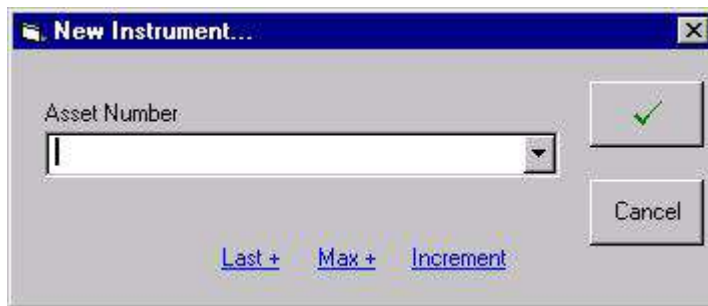 New Instrument...
Asset Number
Cancel
Last +
Max +
Increment